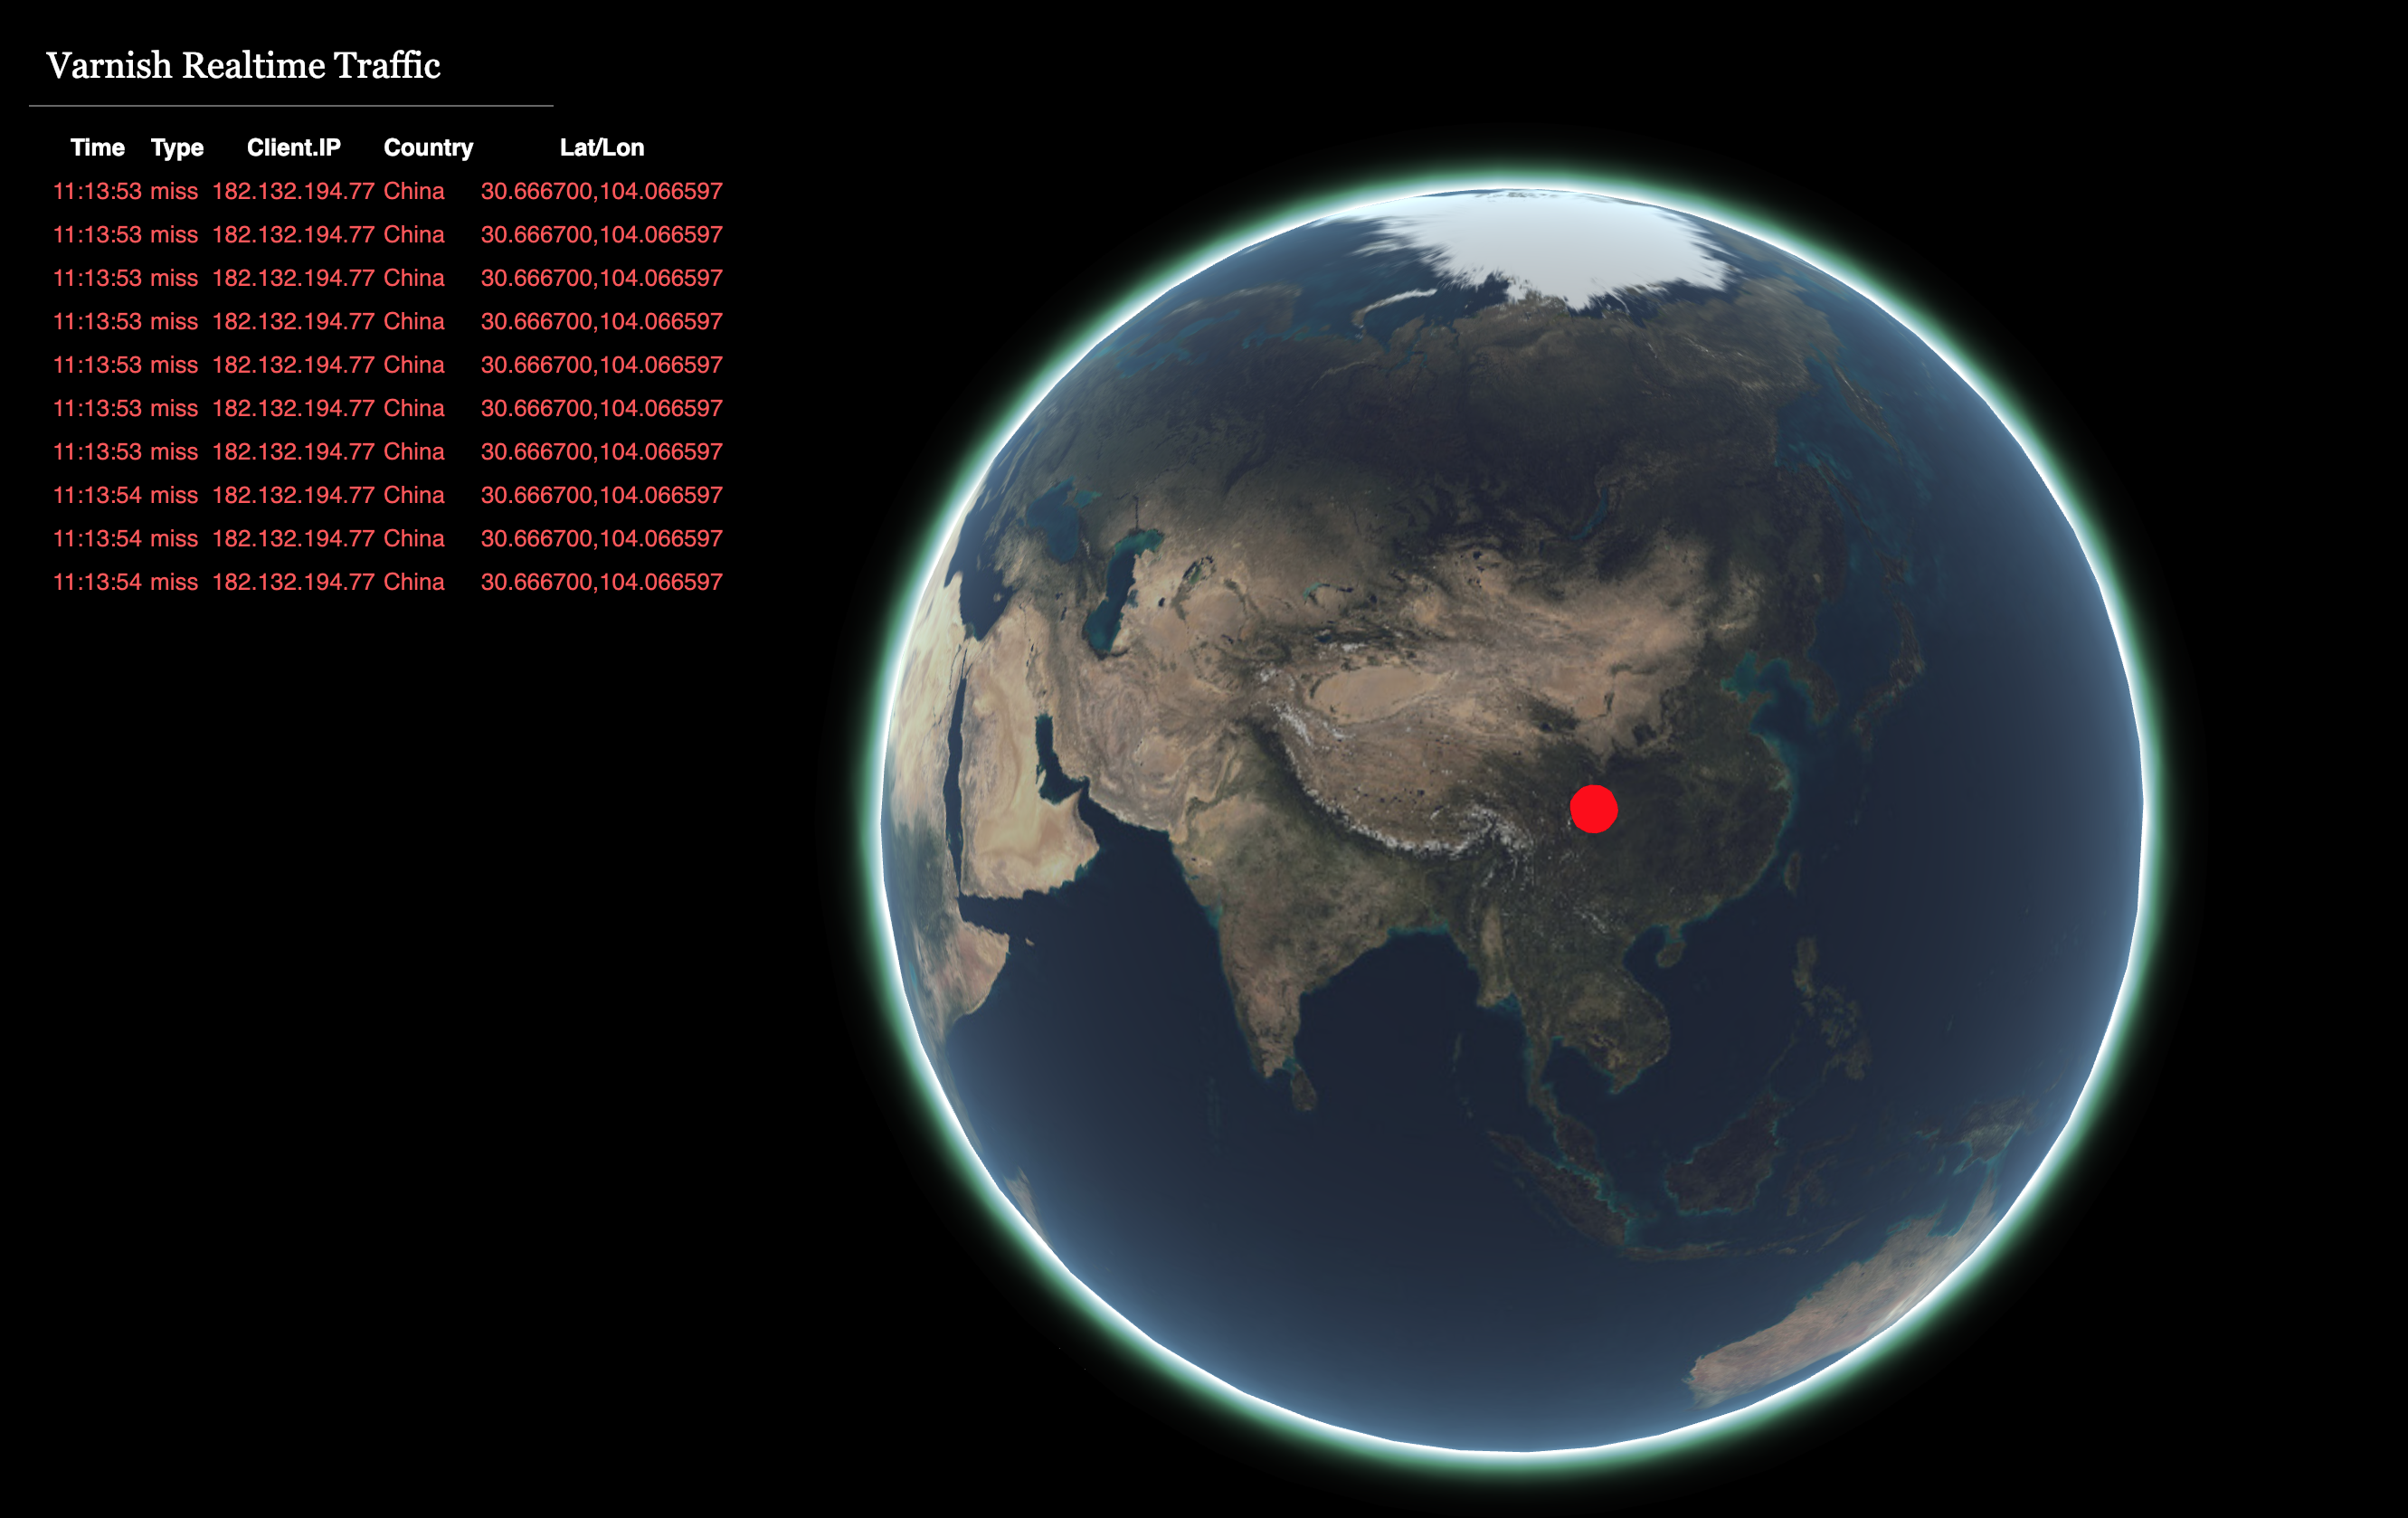 Varnish Realtime Traffic
Time Type Client.IP Country Lat/Lon
11:13:53 miss 182.132.194.77 China 30.666700,104.066597
11:13:53 miss 182.132.194.77 China 30.666700,104.066597
11:13:53 miss 182.132.194.77 China 30.666700,104.066597
11:13:53 miss 182.132.194.77 China 30.666700,104.066597
11:13:53 miss 182.132.194.77 China 30.666700,104.066597
11:13:53 miss 182.132.194.77 China 30.666700,104.066597
11:13:53 miss 182.132.194.77 China 30.666700,104.066597
11:13:54 miss 182.132.194.77 China 30.666700,104.066597
11:13:54 miss 182.132.194.77 China 30.666700,104.066597
11:13:54 miss 182.132.194.77 China 30.666700,104.066597